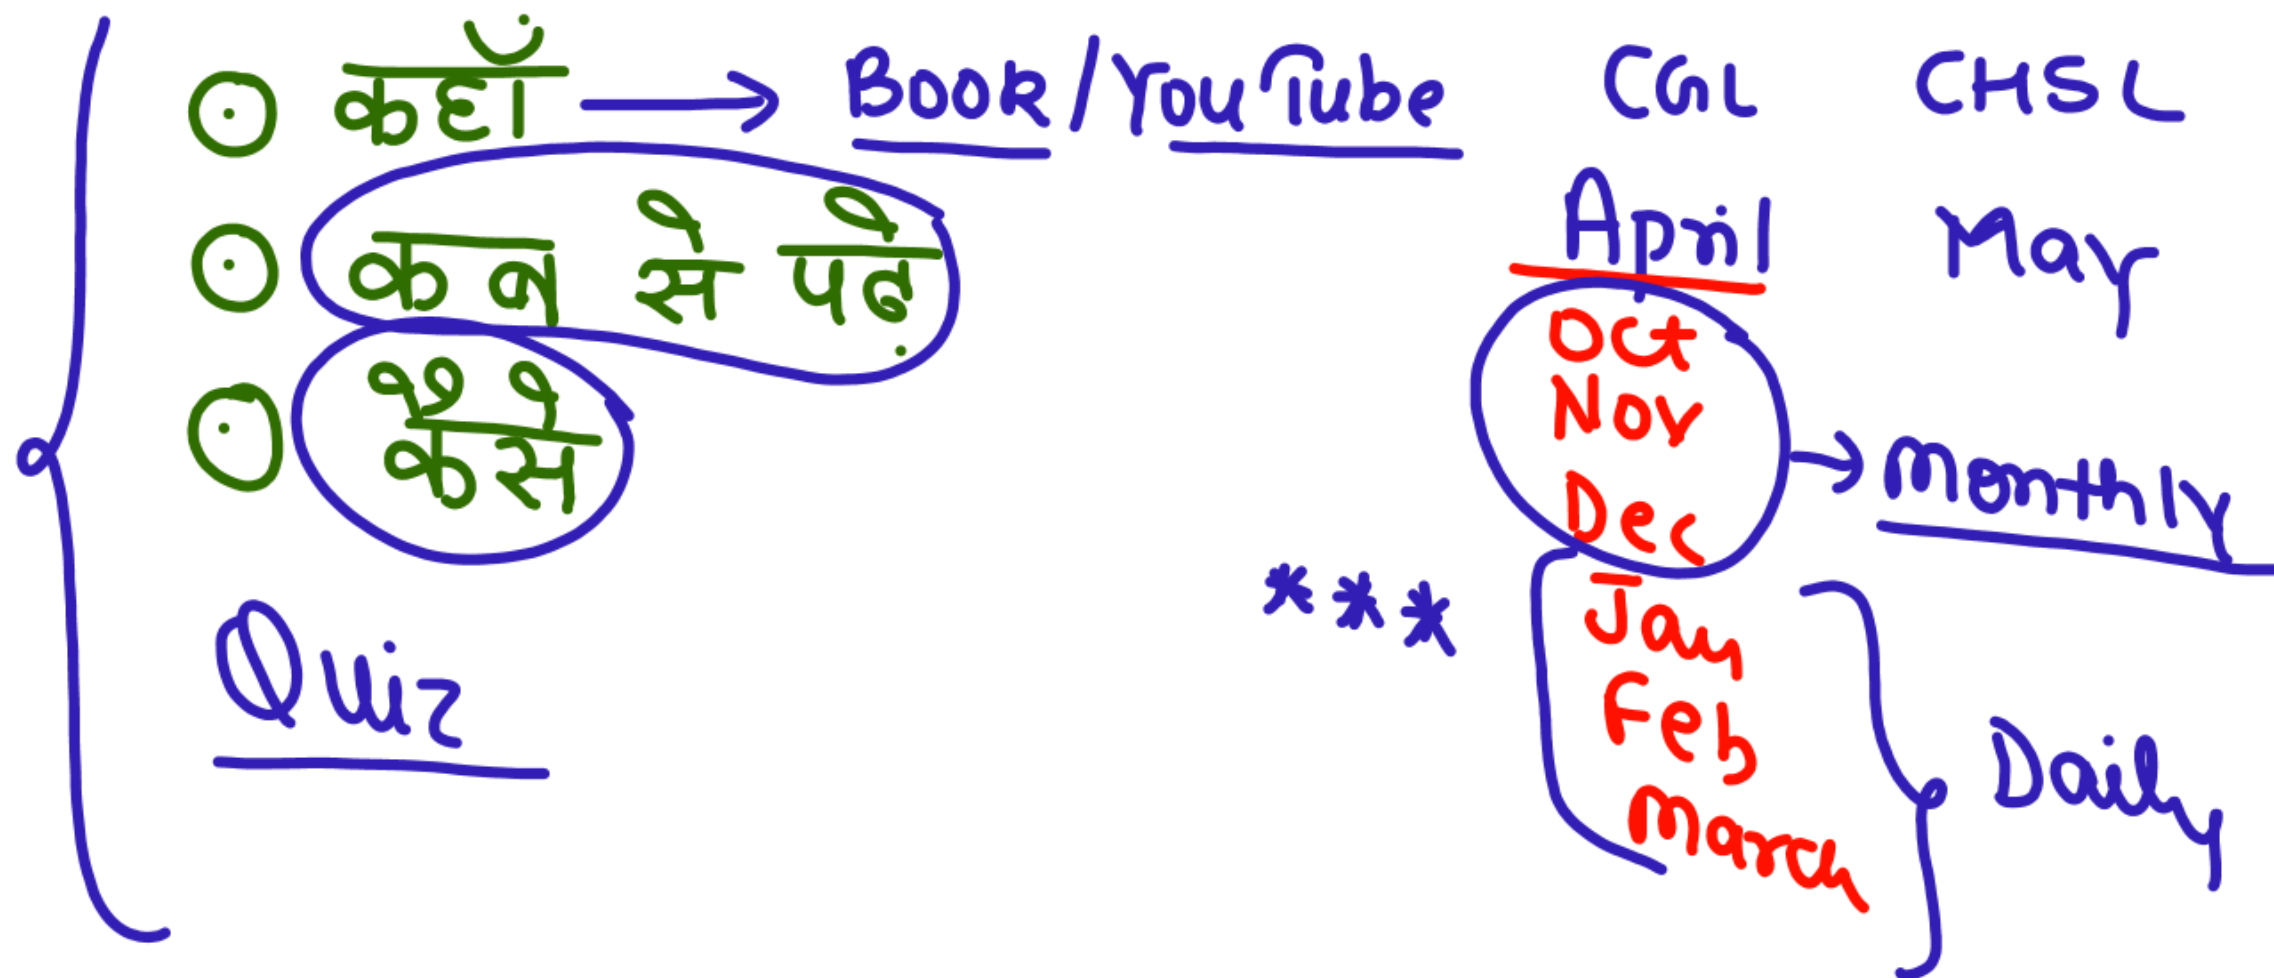 कहाँ → Book/YouTube CGL CHSL
कब से पढ़े April May
Oct
Nov
कैसे
Dec → Monthly
*** Jan
Quiz Feb
March Daily